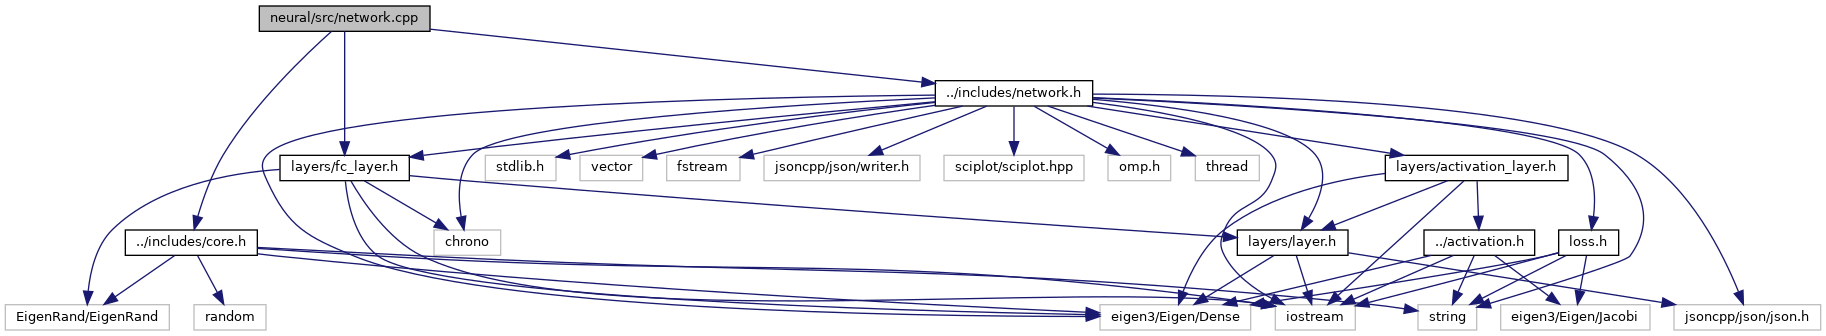 neural/src/network.cpp
../includes/network.h
layers/fc_layer.h
stdlib.h
vector
fstream
jsoncpp/json/writer.h
sciplot/sciplot.hpp
omp.h
thread
layers/activation_layer.h
../includes/core.h
chrono
layers/layer.h
../activation.h
loss.h
EigenRand/EigenRand
random
eigen3/Eigen/Dense
iostream
string
eigen3/Eigen/Jacobi
jsoncpp/json/json.h